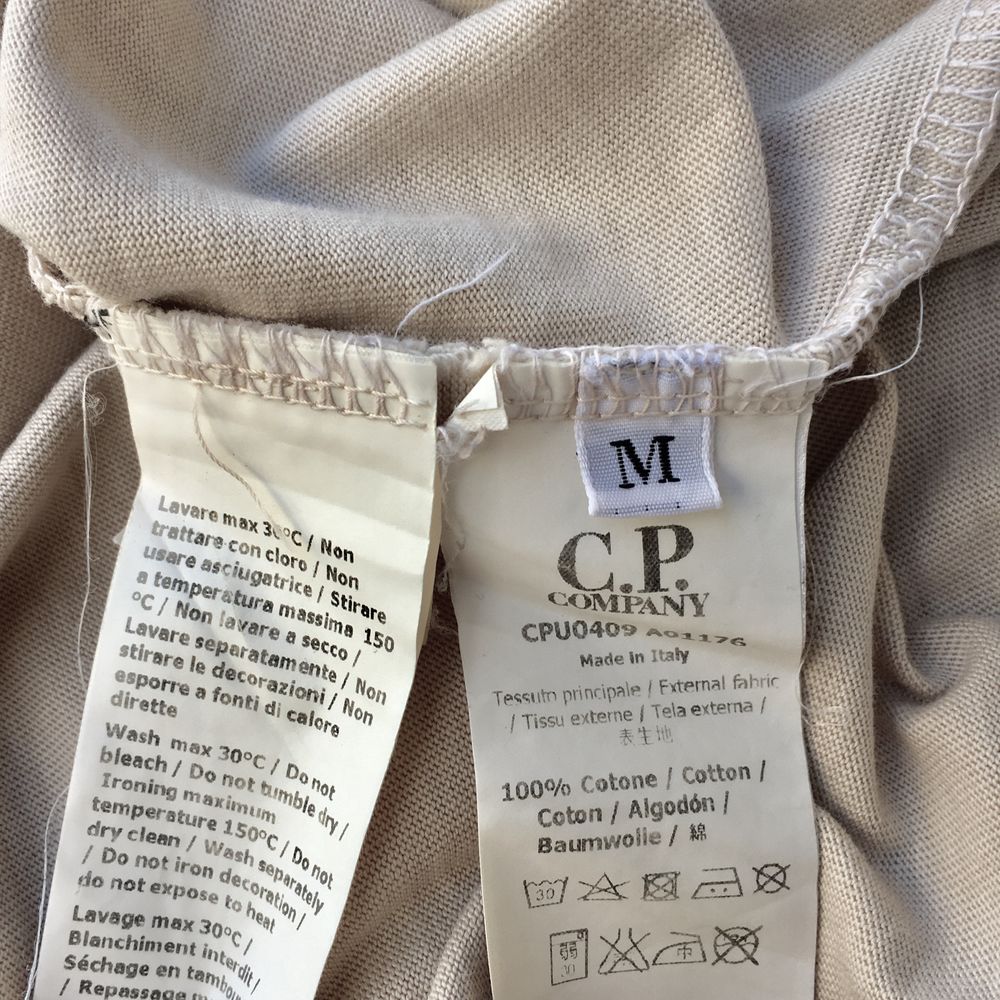 Lavare max 30°C / Non
trattare con cloro / Non
usare asciugatrice / Stirare
a temperatura massima 150
°C / Non lavare a secco /
Lavare separatamente / Non
stirare le decorazioni / Non
esporre a fonti di calore
dirette
Wash max 30°C / Do not
bleach / Do not tumble dry /
Ironing maximum
temperature 150°C / Do not
dry clean / Wash separately
/ Do not iron decoration /
do not expose to heat
Lavage max 30°C /
Blanchiment interdit /
Séchage en
/ Repassage
M
C.P.
COMPANY
CPU0409 A01176
Made in Italy
Tessuto principale / External fabric
/ Tissu externe / Tela externa /
表生地
100% Cotone / Cotton /
Coton / Algodón /
Baumwolle / 綿
30
弱
30